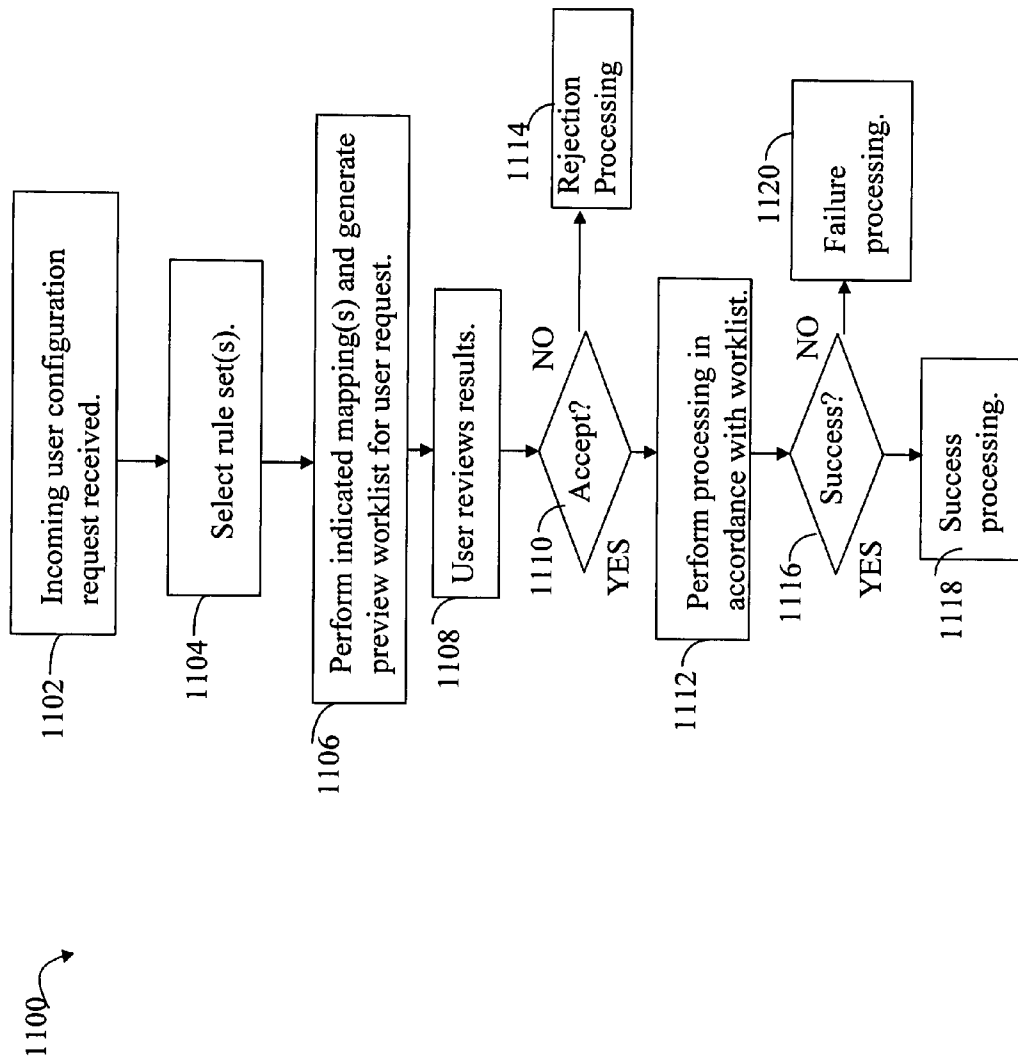 1100
1102
Incoming user configuration
request received.
1104
Select rule set(s).
1106
Perform indicated mapping(s) and generate
preview worklist for user request.
1108
User reviews results.
1110
Accept?
NO
YES
1114
Rejection
Processing
1112
Perform processing in
accordance with worklist.
1116
Success?
NO
YES
1120
Failure
processing.
1118
Success
processing.